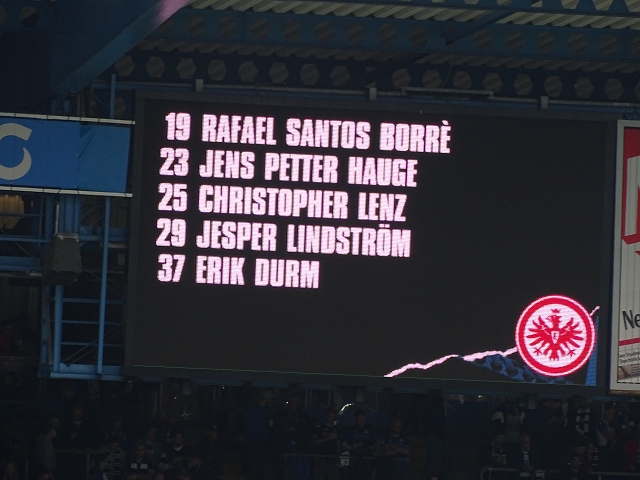 19 RAFAEL SANTOS BORRÈ
23 JENS PETTER HAUGE
25 CHRISTOPHER LENZ
29 JESPER LINDSTRÖM
37 ERIK DURM